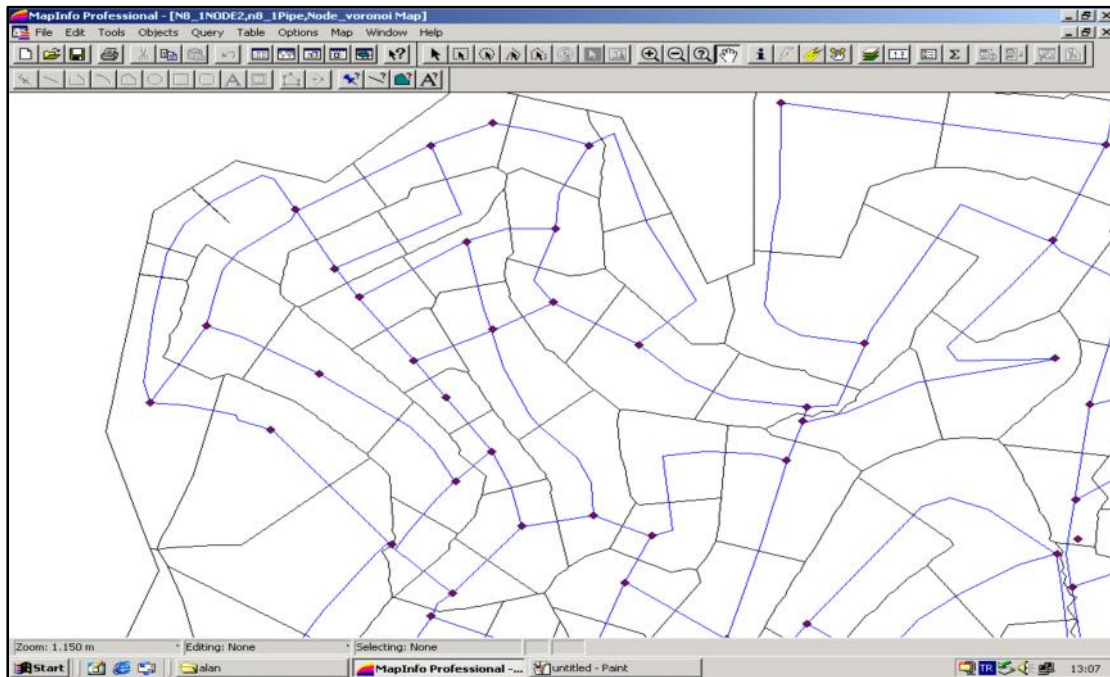 MapInfo Professional - [N8_1NODE2,n8_1Pipe,Node_voronoi Map]
File Edit Tools Objects Query Table Options Map Window Help
Zoom: 1.150 m Editing: None Selecting: None
Start alan MapInfo Professional -... untitled - Paint TR 13:07